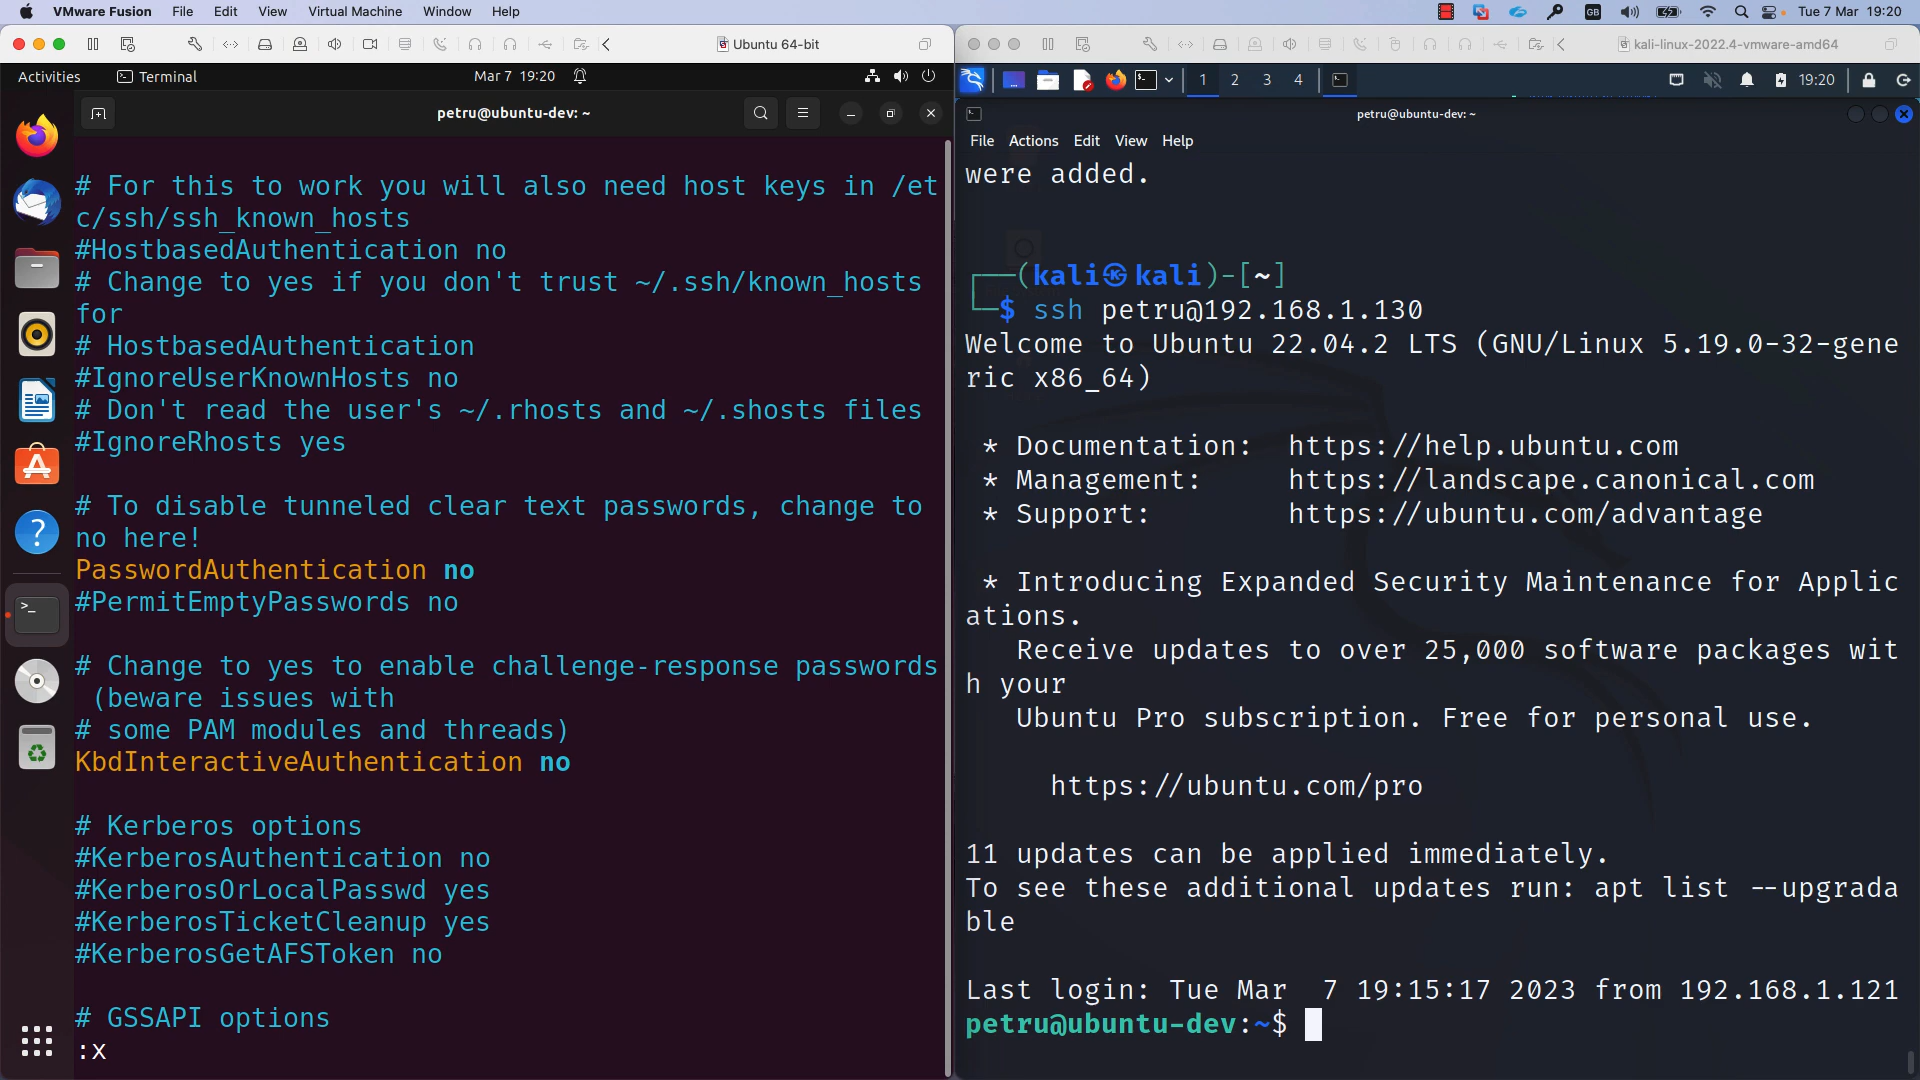 VMware Fusion File Edit View Virtual Machine Window Help
GB Tue 7 Mar 19:20
Ubuntu 64-bit
Activities Terminal Mar 7 19:20
petru@ubuntu-dev: ~
# For this to work you will also need host keys in /et
c/ssh/ssh_known_hosts
#HostbasedAuthentication no
# Change to yes if you don't trust ~/.ssh/known_hosts
for
# HostbasedAuthentication
#IgnoreUserKnownHosts no
# Don't read the user's ~/.rhosts and ~/.shosts files
#IgnoreRhosts yes
# To disable tunneled clear text passwords, change to
no here!
PasswordAuthentication no
#PermitEmptyPasswords no
# Change to yes to enable challenge-response passwords
(beware issues with
# some PAM modules and threads)
KbdInteractiveAuthentication no
# Kerberos options
#KerberosAuthentication no
#KerberosOrLocalPasswd yes
#KerberosTicketCleanup yes
#KerberosGetAFSToken no
# GSSAPI options
:x
kali-linux-2022.4-vmware-amd64
1 2 3 4 19:20
petru@ubuntu-dev: ~
File Actions Edit View Help
were added.
(kali㉿kali)-[~]
$ ssh petru@192.168.1.130
Welcome to Ubuntu 22.04.2 LTS (GNU/Linux 5.19.0-32-gene
ric x86_64)
* Documentation: https://help.ubuntu.com
* Management: https://landscape.canonical.com
* Support: https://ubuntu.com/advantage
* Introducing Expanded Security Maintenance for Applic
ations.
Receive updates to over 25,000 software packages wit
h your
Ubuntu Pro subscription. Free for personal use.
https://ubuntu.com/pro
11 updates can be applied immediately.
To see these additional updates run: apt list --upgrada
ble
Last login: Tue Mar  7 19:15:17 2023 from 192.168.1.121
petru@ubuntu-dev:~$